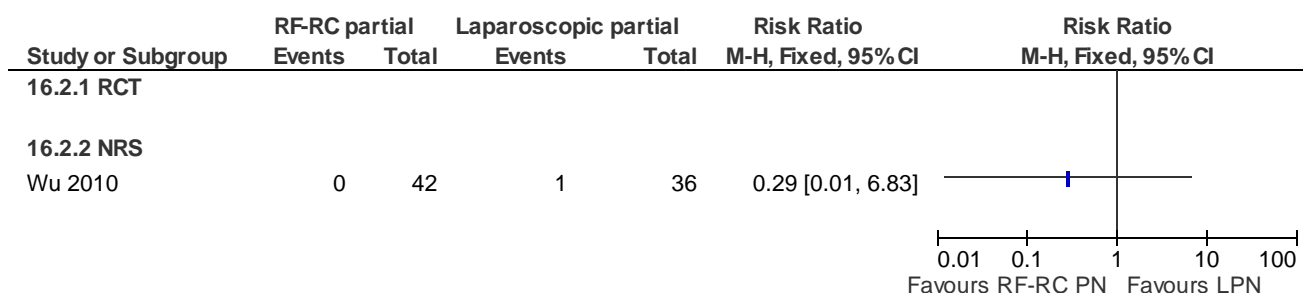 RF-RC partial Laparoscopic partial Risk Ratio Risk Ratio
Study or Subgroup Events Total Events Total M-H, Fixed, 95% CI M-H, Fixed, 95% CI
16.2.1 RCT
16.2.2 NRS
Wu 2010 0 42 1 36 0.29 [0.01, 6.83]
0.01 0.1 1 10 100
Favours RF-RC PN Favours LPN